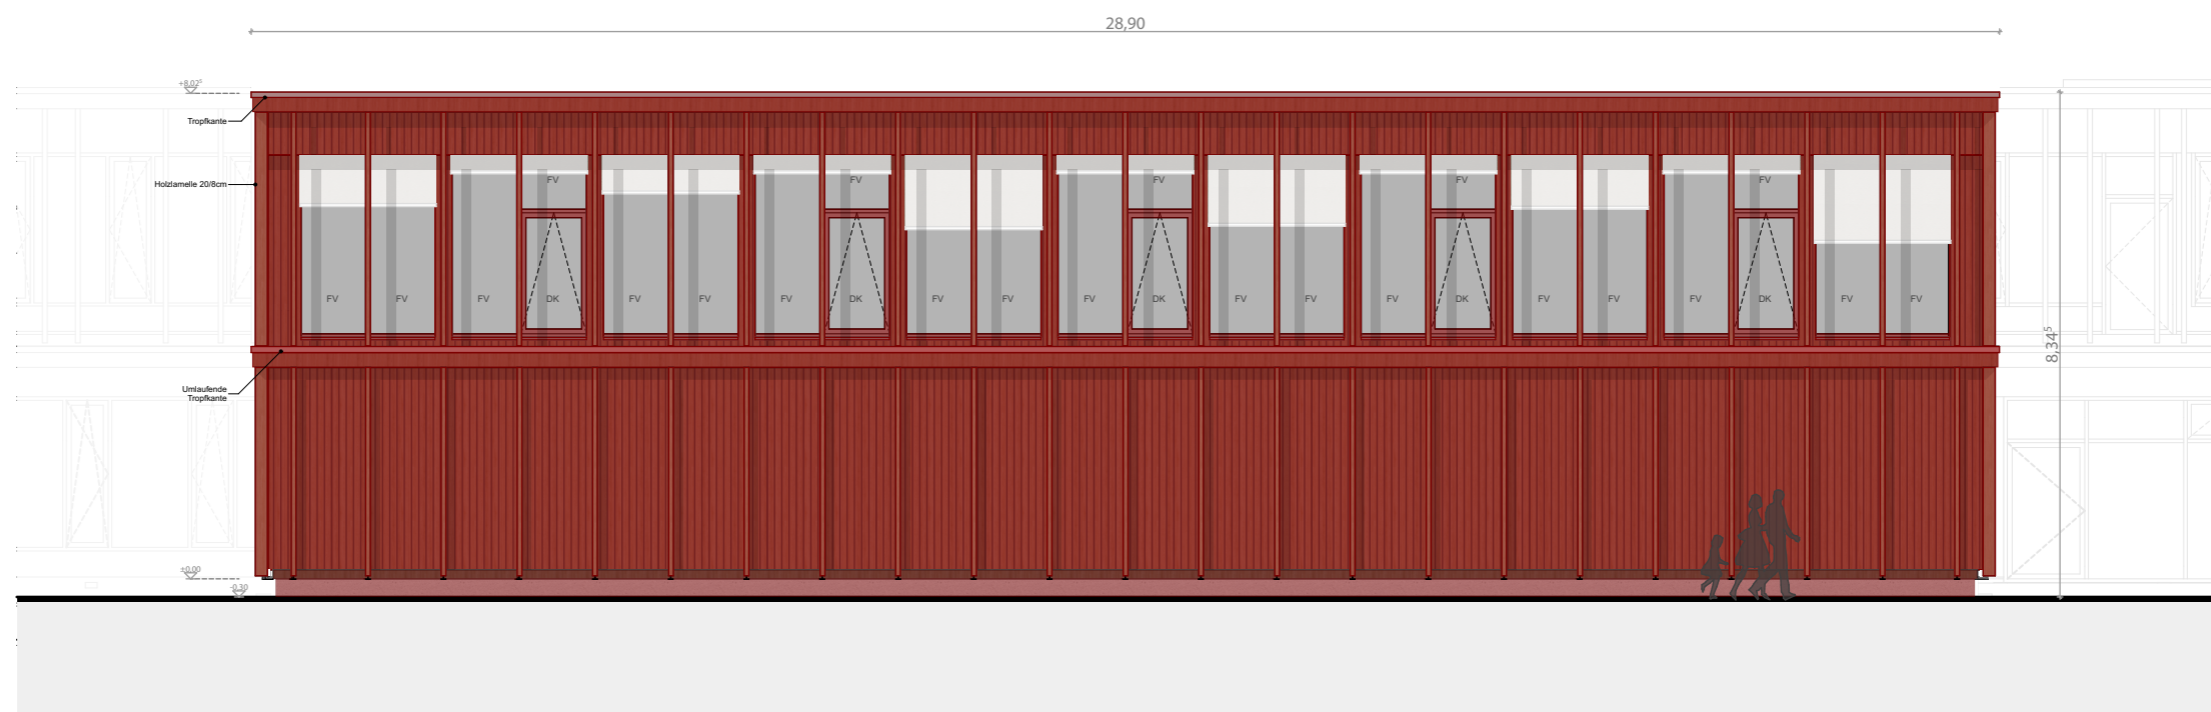 28,90
+8,02⁵
Tropfkante
Holzlamelle 20/8cm
FV FV FV FV FV
FV FV FV DK FV FV FV DK FV FV FV DK FV FV FV DK FV FV FV DK FV FV
8,34⁵
Umlaufende
Tropfkante
±0,00
-0,30